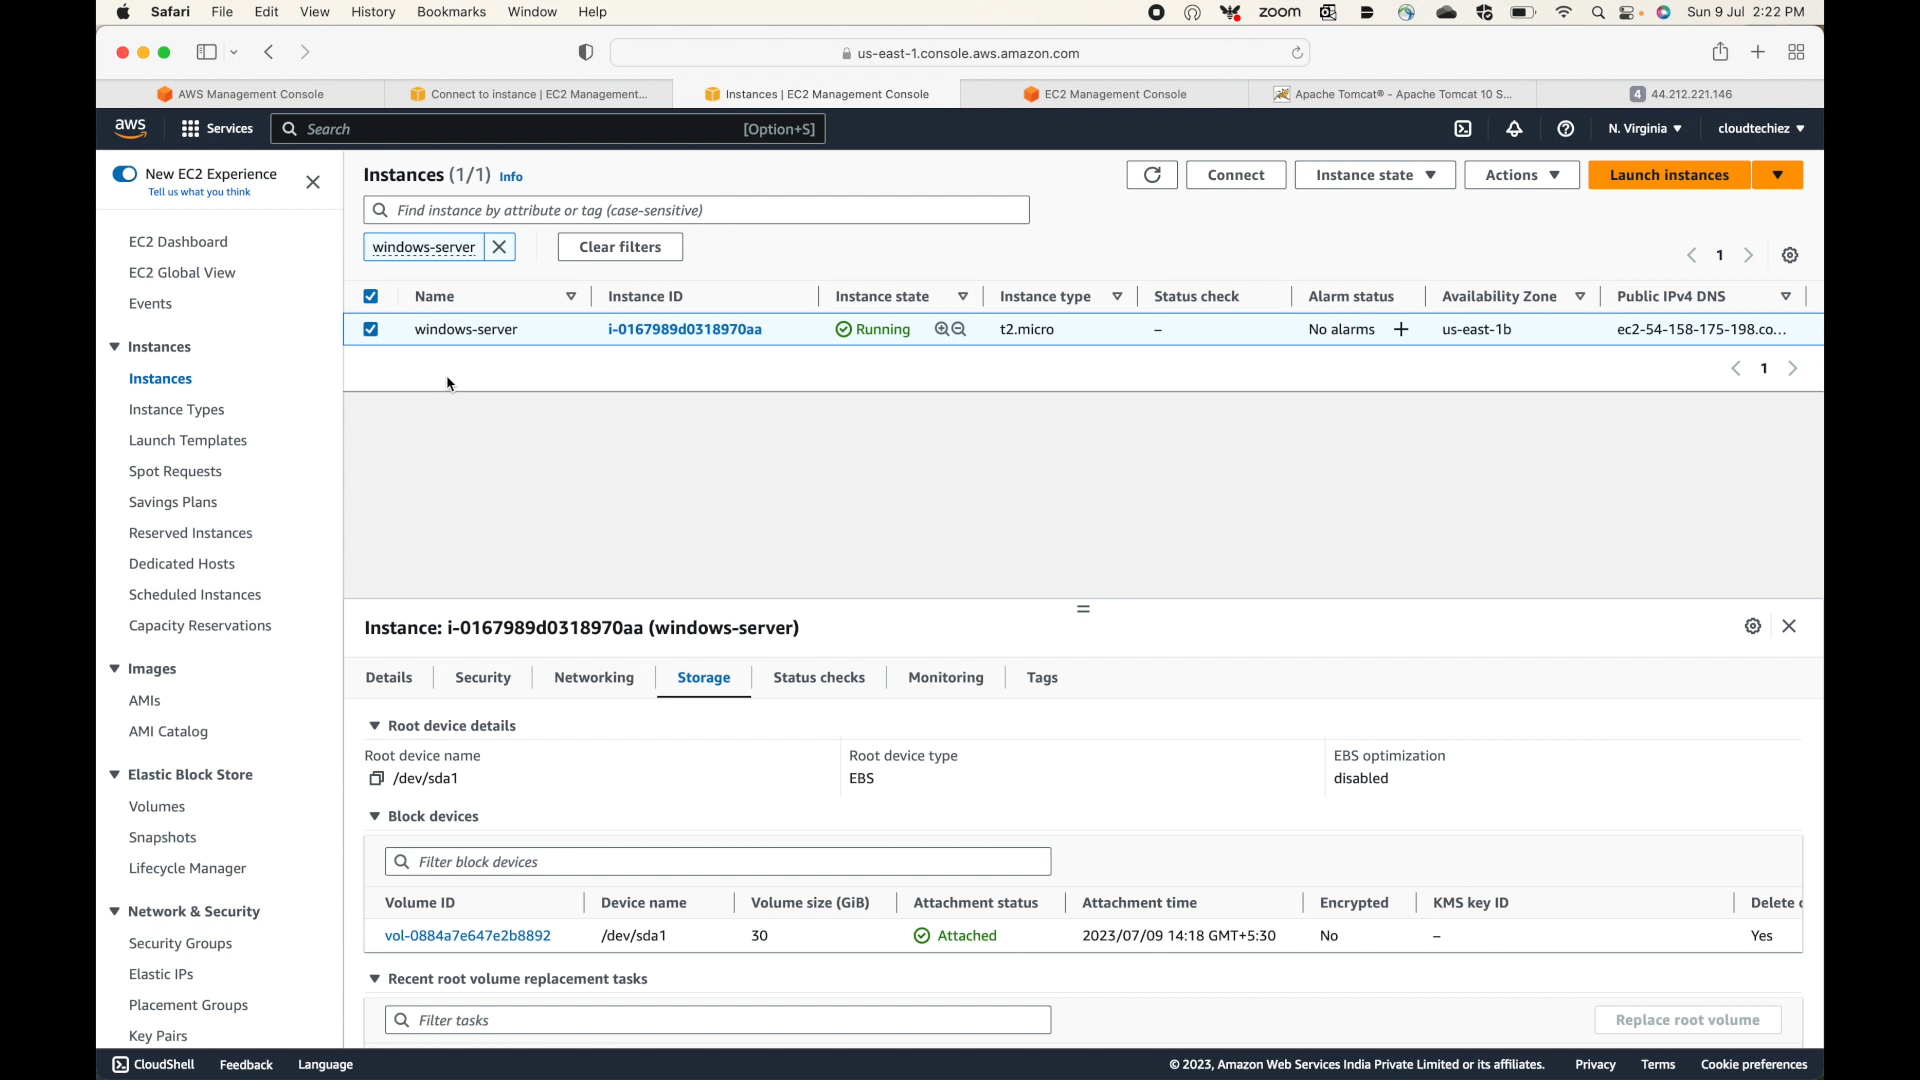 Safari File Edit View History Bookmarks Window Help zoom Sun 9 Jul 2:22 PM
us-east-1.console.aws.amazon.com
AWS Management Console Connect to instance | EC2 Management... Instances | EC2 Management Console EC2 Management Console Apache Tomcat® - Apache Tomcat 10 S... 4 44.212.221.146
aws Services Search [Option+S] N. Virginia cloudtechiez
New EC2 Experience
Tell us what you think
EC2 Dashboard
EC2 Global View
Events
Instances
Instances
Instance Types
Launch Templates
Spot Requests
Savings Plans
Reserved Instances
Dedicated Hosts
Scheduled Instances
Capacity Reservations
Images
AMIs
AMI Catalog
Elastic Block Store
Volumes
Snapshots
Lifecycle Manager
Network & Security
Security Groups
Elastic IPs
Placement Groups
Key Pairs
Instances (1/1) Info Connect Instance state Actions Launch instances
Find instance by attribute or tag (case-sensitive)
windows-server Clear filters 1
Name Instance ID Instance state Instance type Status check Alarm status Availability Zone Public IPv4 DNS
windows-server i-0167989d0318970aa Running t2.micro – No alarms + us-east-1b ec2-54-158-175-198.co...
1
Instance: i-0167989d0318970aa (windows-server)
Details Security Networking Storage Status checks Monitoring Tags
Root device details
Root device name Root device type EBS optimization
/dev/sda1 EBS disabled
Block devices
Filter block devices
Volume ID Device name Volume size (GiB) Attachment status Attachment time Encrypted KMS key ID Delete
vol-0884a7e647e2b8892 /dev/sda1 30 Attached 2023/07/09 14:18 GMT+5:30 No – Yes
Recent root volume replacement tasks
Filter tasks Replace root volume
CloudShell Feedback Language © 2023, Amazon Web Services India Private Limited or its affiliates. Privacy Terms Cookie preferences